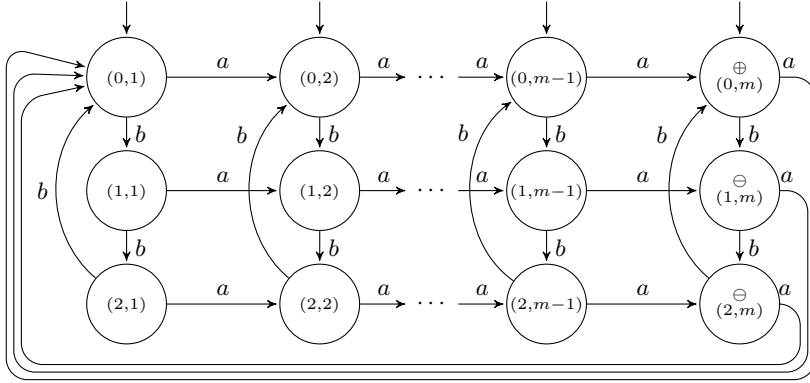 a a a a a
(0,1) (0,2) ⋯ (0,m−1) ⊕ (0,m)
b b b b
b b b
a a a a a
(1,1) (1,2) ⋯ (1,m−1) ⊖ (1,m)
b
b b b b
a a a a a
(2,1) (2,2) ⋯ (2,m−1) ⊖ (2,m)